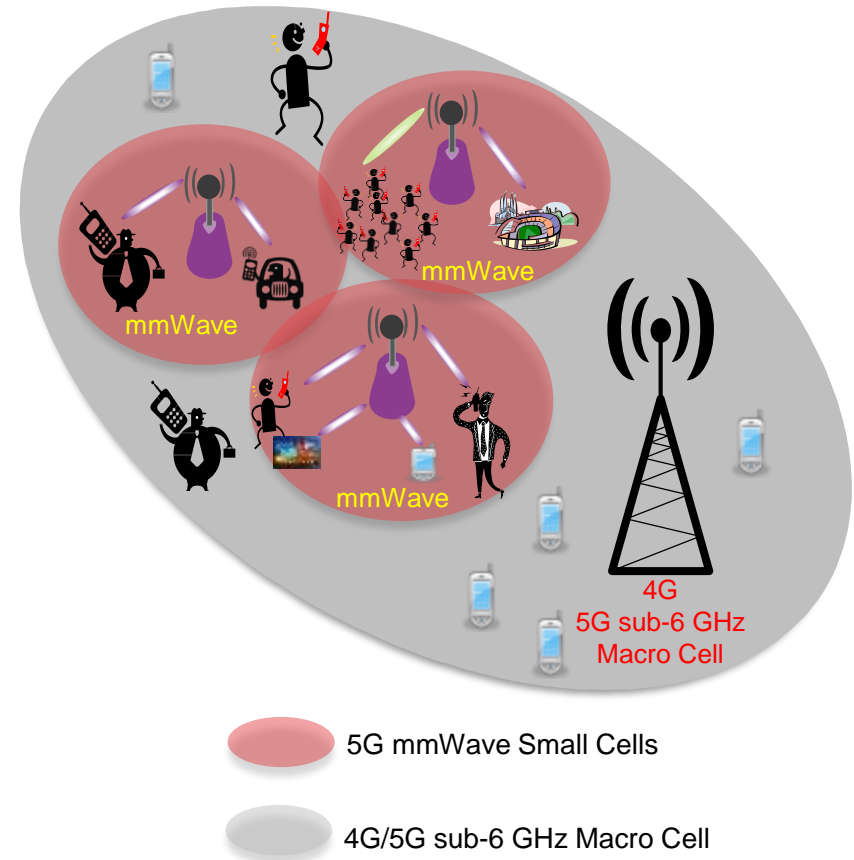 mmWave
mmWave
mmWave
4G
5G sub-6 GHz
Macro Cell
5G mmWave Small Cells
4G/5G sub-6 GHz Macro Cell